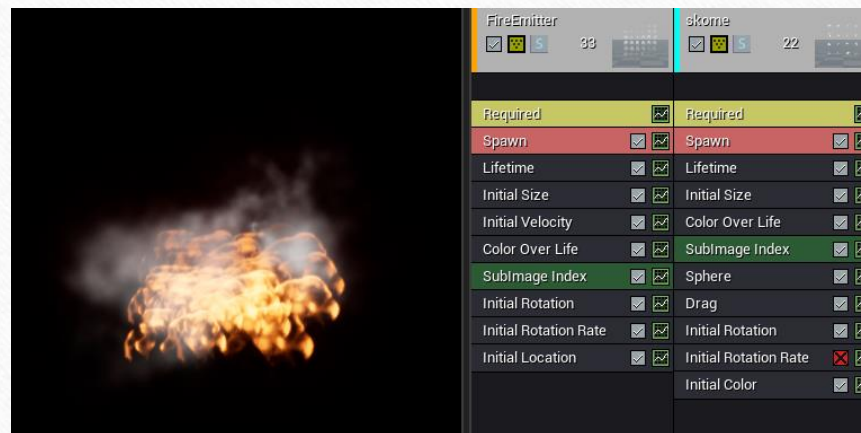 FireEmitter
S 33
Required
Spawn
Lifetime
Initial Size
Initial Velocity
Color Over Life
SubImage Index
Initial Rotation
Initial Rotation Rate
Initial Location
skome
S 22
Required
Spawn
Lifetime
Initial Size
Color Over Life
SubImage Index
Sphere
Drag
Initial Rotation
Initial Rotation Rate
Initial Color